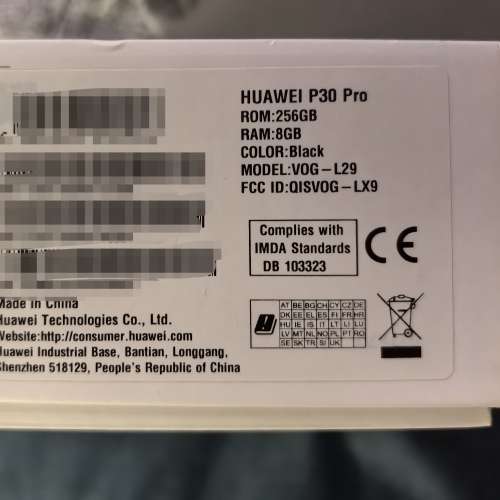 HUAWEI P30 Pro
ROM:256GB
RAM:8GB
COLOR:Black
MODEL:VOG-L29
FCC ID:QISVOG-LX9
Complies with
IMDA Standards
DB 103323
CE
AT BE BG CH CY CZ DE
DK EE EL ES FI FR HR
HU IE IS IT LT LI LU
LV MT NL NO PL PT RO
SE SK TR SI UK
Made in China
Huawei Technologies Co., Ltd.
Website:http://consumer.huawei.com
Huawei Industrial Base, Bantian, Longgang,
Shenzhen 518129, People's Republic of China